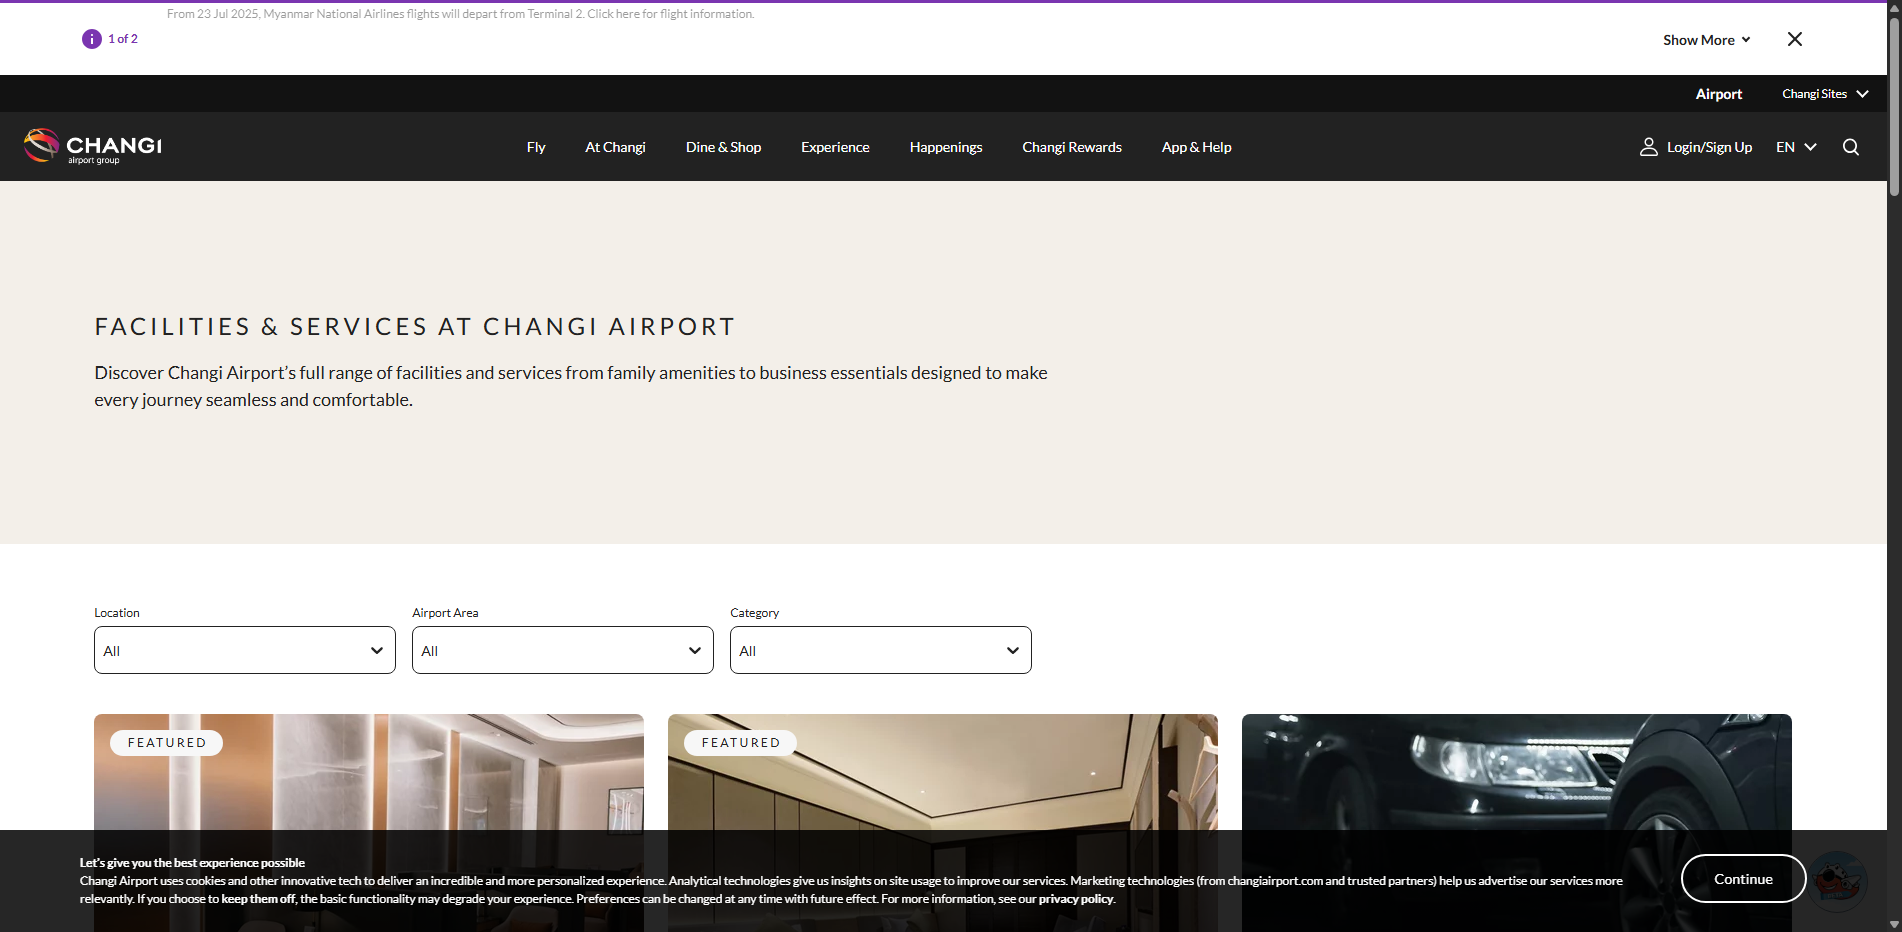 From 23 Jul 2025, Myanmar National Airlines flights will depart from Terminal 2. Click here for flight information.
1 of 2
Show More
Airport
Changi Sites
CHANGI
airport group
Fly
At Changi
Dine & Shop
Experience
Happenings
Changi Rewards
App & Help
Login/Sign Up
EN
FACILITIES & SERVICES AT CHANGI AIRPORT
Discover Changi Airport’s full range of facilities and services from family amenities to business essentials designed to make
every journey seamless and comfortable.
Location
Airport Area
Category
All
All
All
FEATURED
FEATURED
Let's give you the best experience possible
Changi Airport uses cookies and other innovative tech to deliver an incredible and more personalized experience. Analytical technologies give us insights on site usage to improve our services. Marketing technologies (from changiairport.com and trusted partners) help us advertise our services more
relevantly. If you choose to keep them off, the basic functionality may degrade your experience. Preferences can be changed at any time with future effect. For more information, see our privacy policy.
Continue